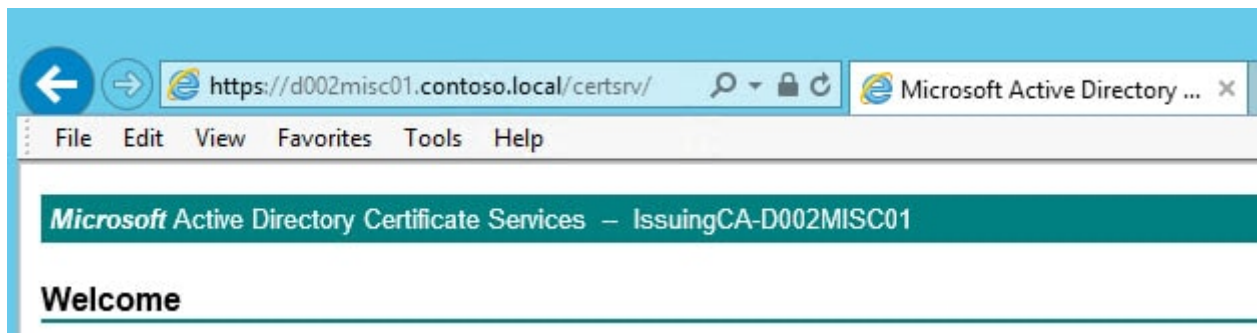 https://d002misc01.contoso.local/certsrv/ Microsoft Active Directory ...
File Edit View Favorites Tools Help
Microsoft Active Directory Certificate Services – IssuingCA-D002MISC01
Welcome